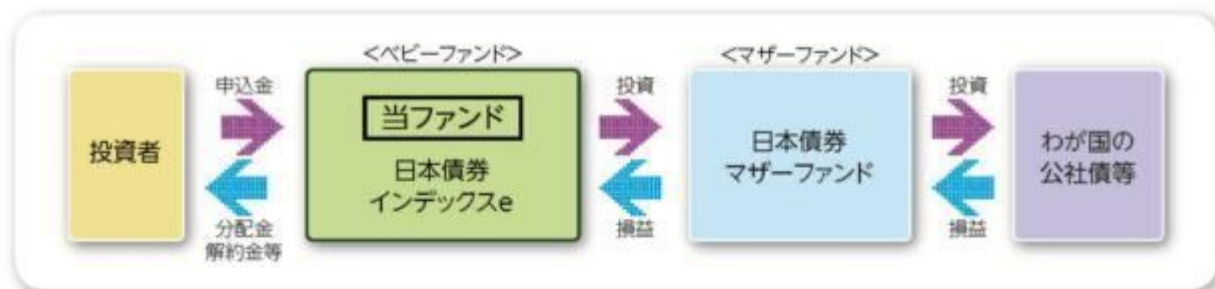 <ベビーファンド>
<マザーファンド>
投資者
申込金
分配金
解約金等
当ファンド
日本債券
インデックスe
投資
損益
日本債券
マザーファンド
投資
損益
わが国の
公社債等